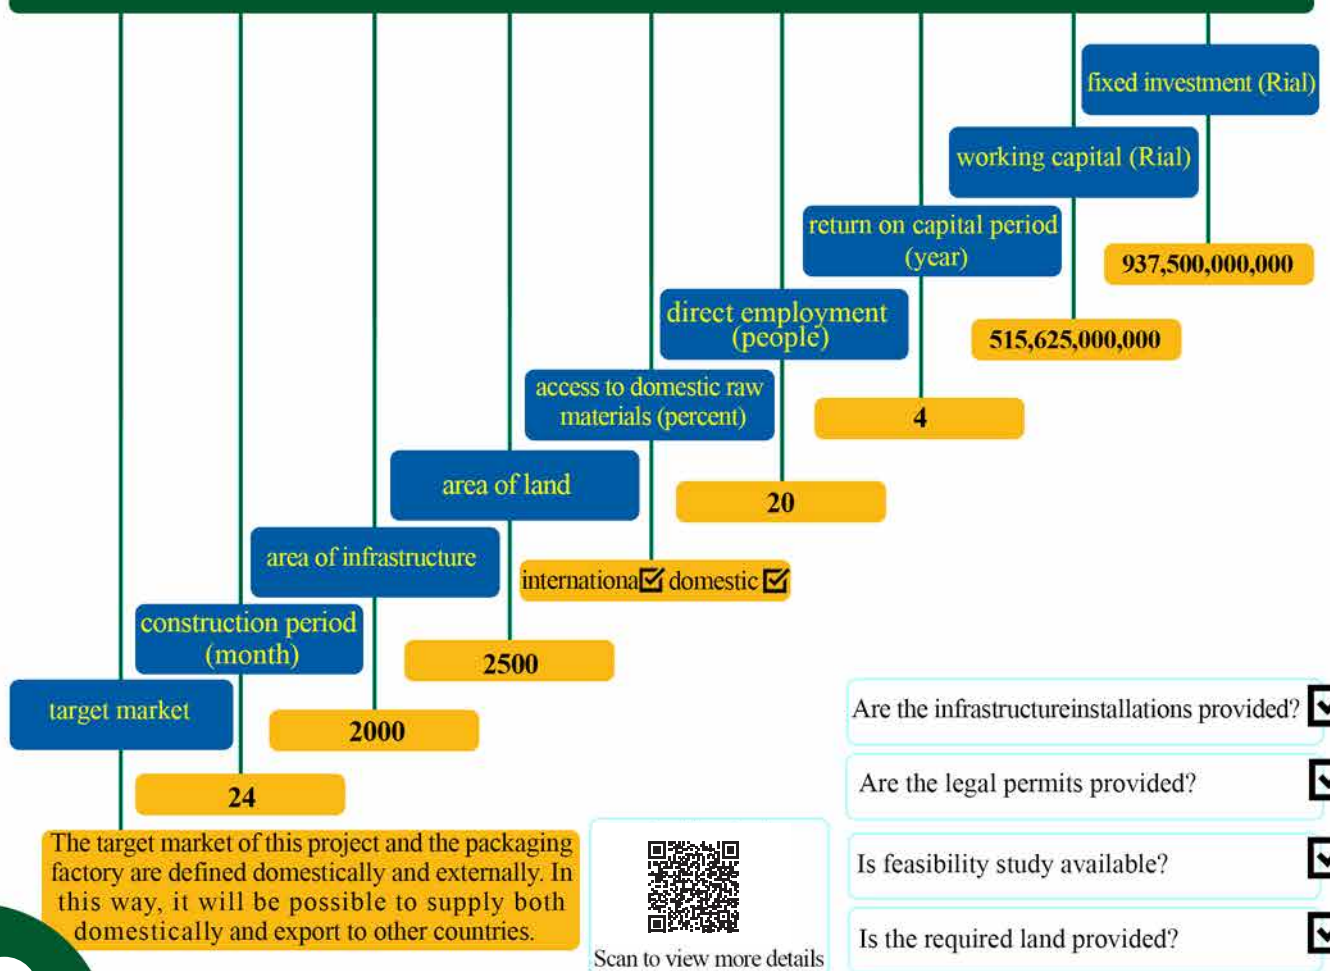 fixed investment (Rial)
937,500,000,000
working capital (Rial)
515,625,000,000
return on capital period
(year)
4
direct employment
(people)
20
access to domestic raw
materials (percent)
internationa domestic
area of land
2500
area of infrastructure
2000
construction period
(month)
24
target market
The target market of this project and the packaging
factory are defined domestically and externally. In
this way, it will be possible to supply both
domestically and export to other countries.
Scan to view more details
Are the infrastructureinstallations provided?
Are the legal permits provided?
Is feasibility study available?
Is the required land provided?